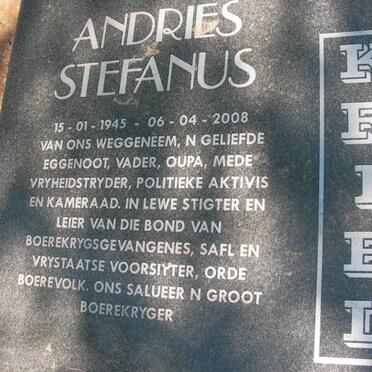 ANDRIES
STEFANUS
15 - 01 - 1945 - 06 - 04 - 2008
VAN ONS WEGGENEEM, N GELIEFDE
EGGENOOT, VADER, OUPA, MEDE
VRYHEIDSTRYDER, POLITIEKE AKTIVIS
EN KAMERAAD. IN LEWE STIGTER EN
LEIER VAN DIE BOND VAN
BOEREKRYGSGEVANGENES, SAFL EN
VRYSTAATSE VOORSIYTER, ORDE
BOEREVOLK. ONS SALUEER N GROOT
BOEREKRYGER
K
R
I
E
L